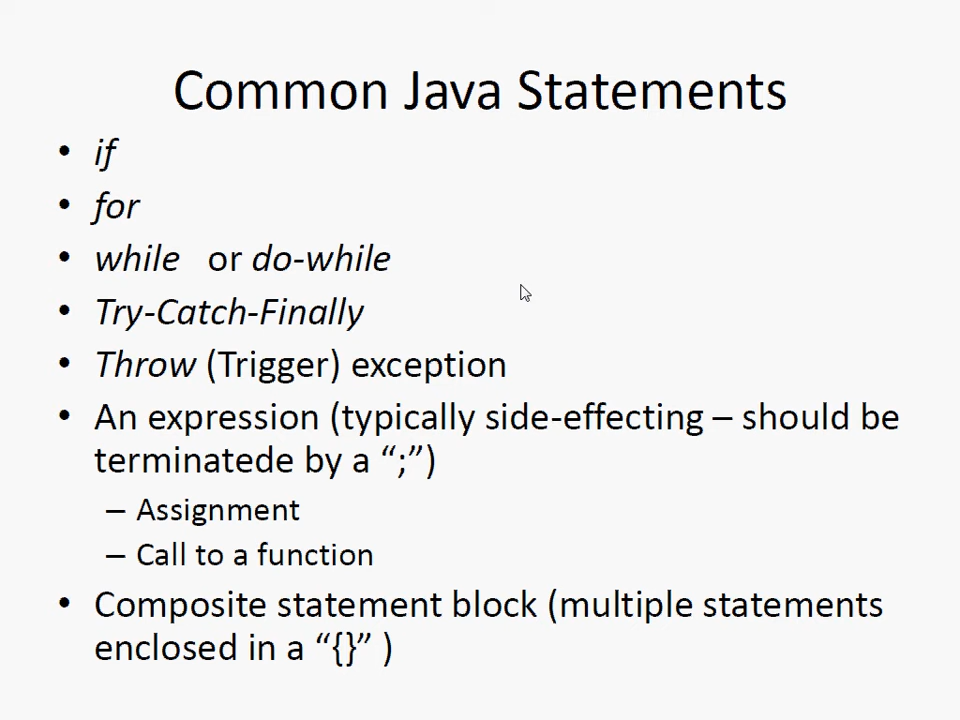 Common Java Statements
• if
• for
• while or do-while
• Try-Catch-Finally
• Throw (Trigger) exception
• An expression (typically side-effecting – should be
terminatede by a “;”)
– Assignment
– Call to a function
• Composite statement block (multiple statements
enclosed in a “{}” )